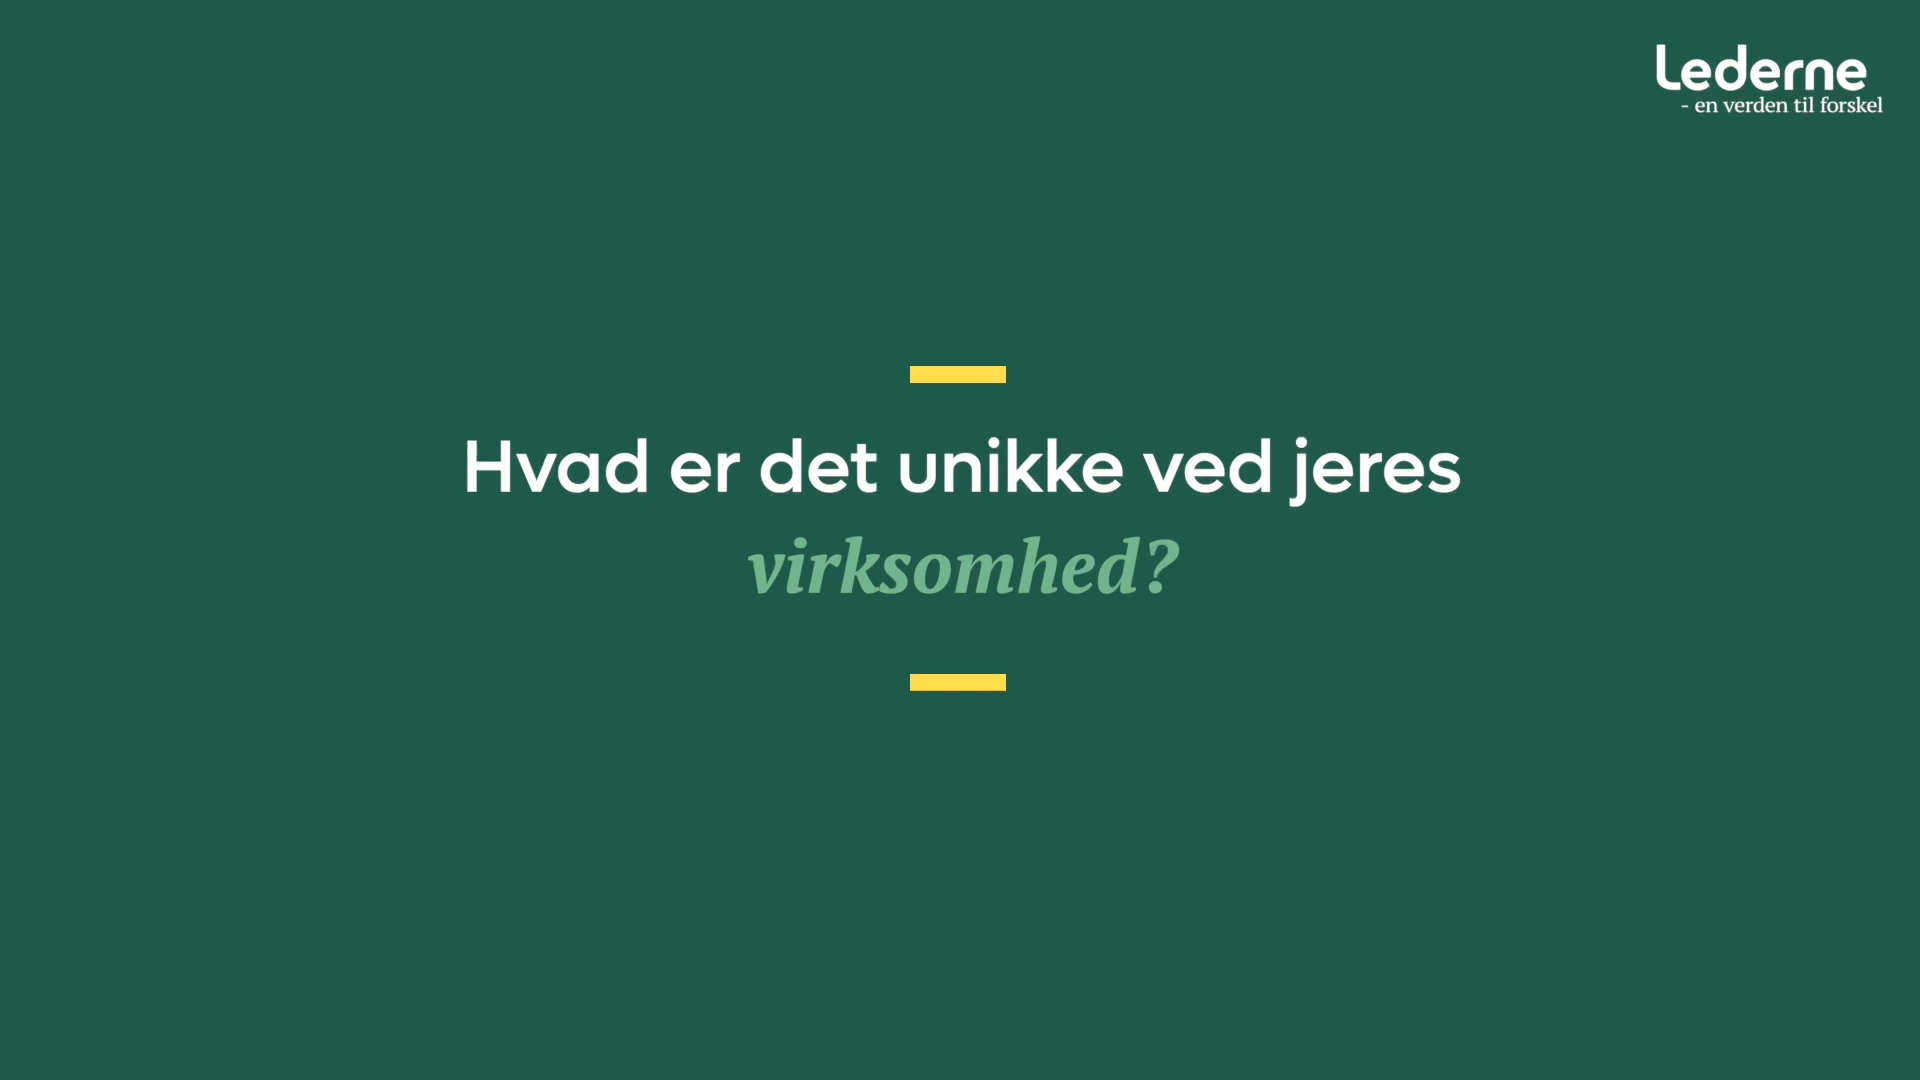 Lederne
- en verden til forskel
Hvad er det unikke ved jeres
virksomhed?